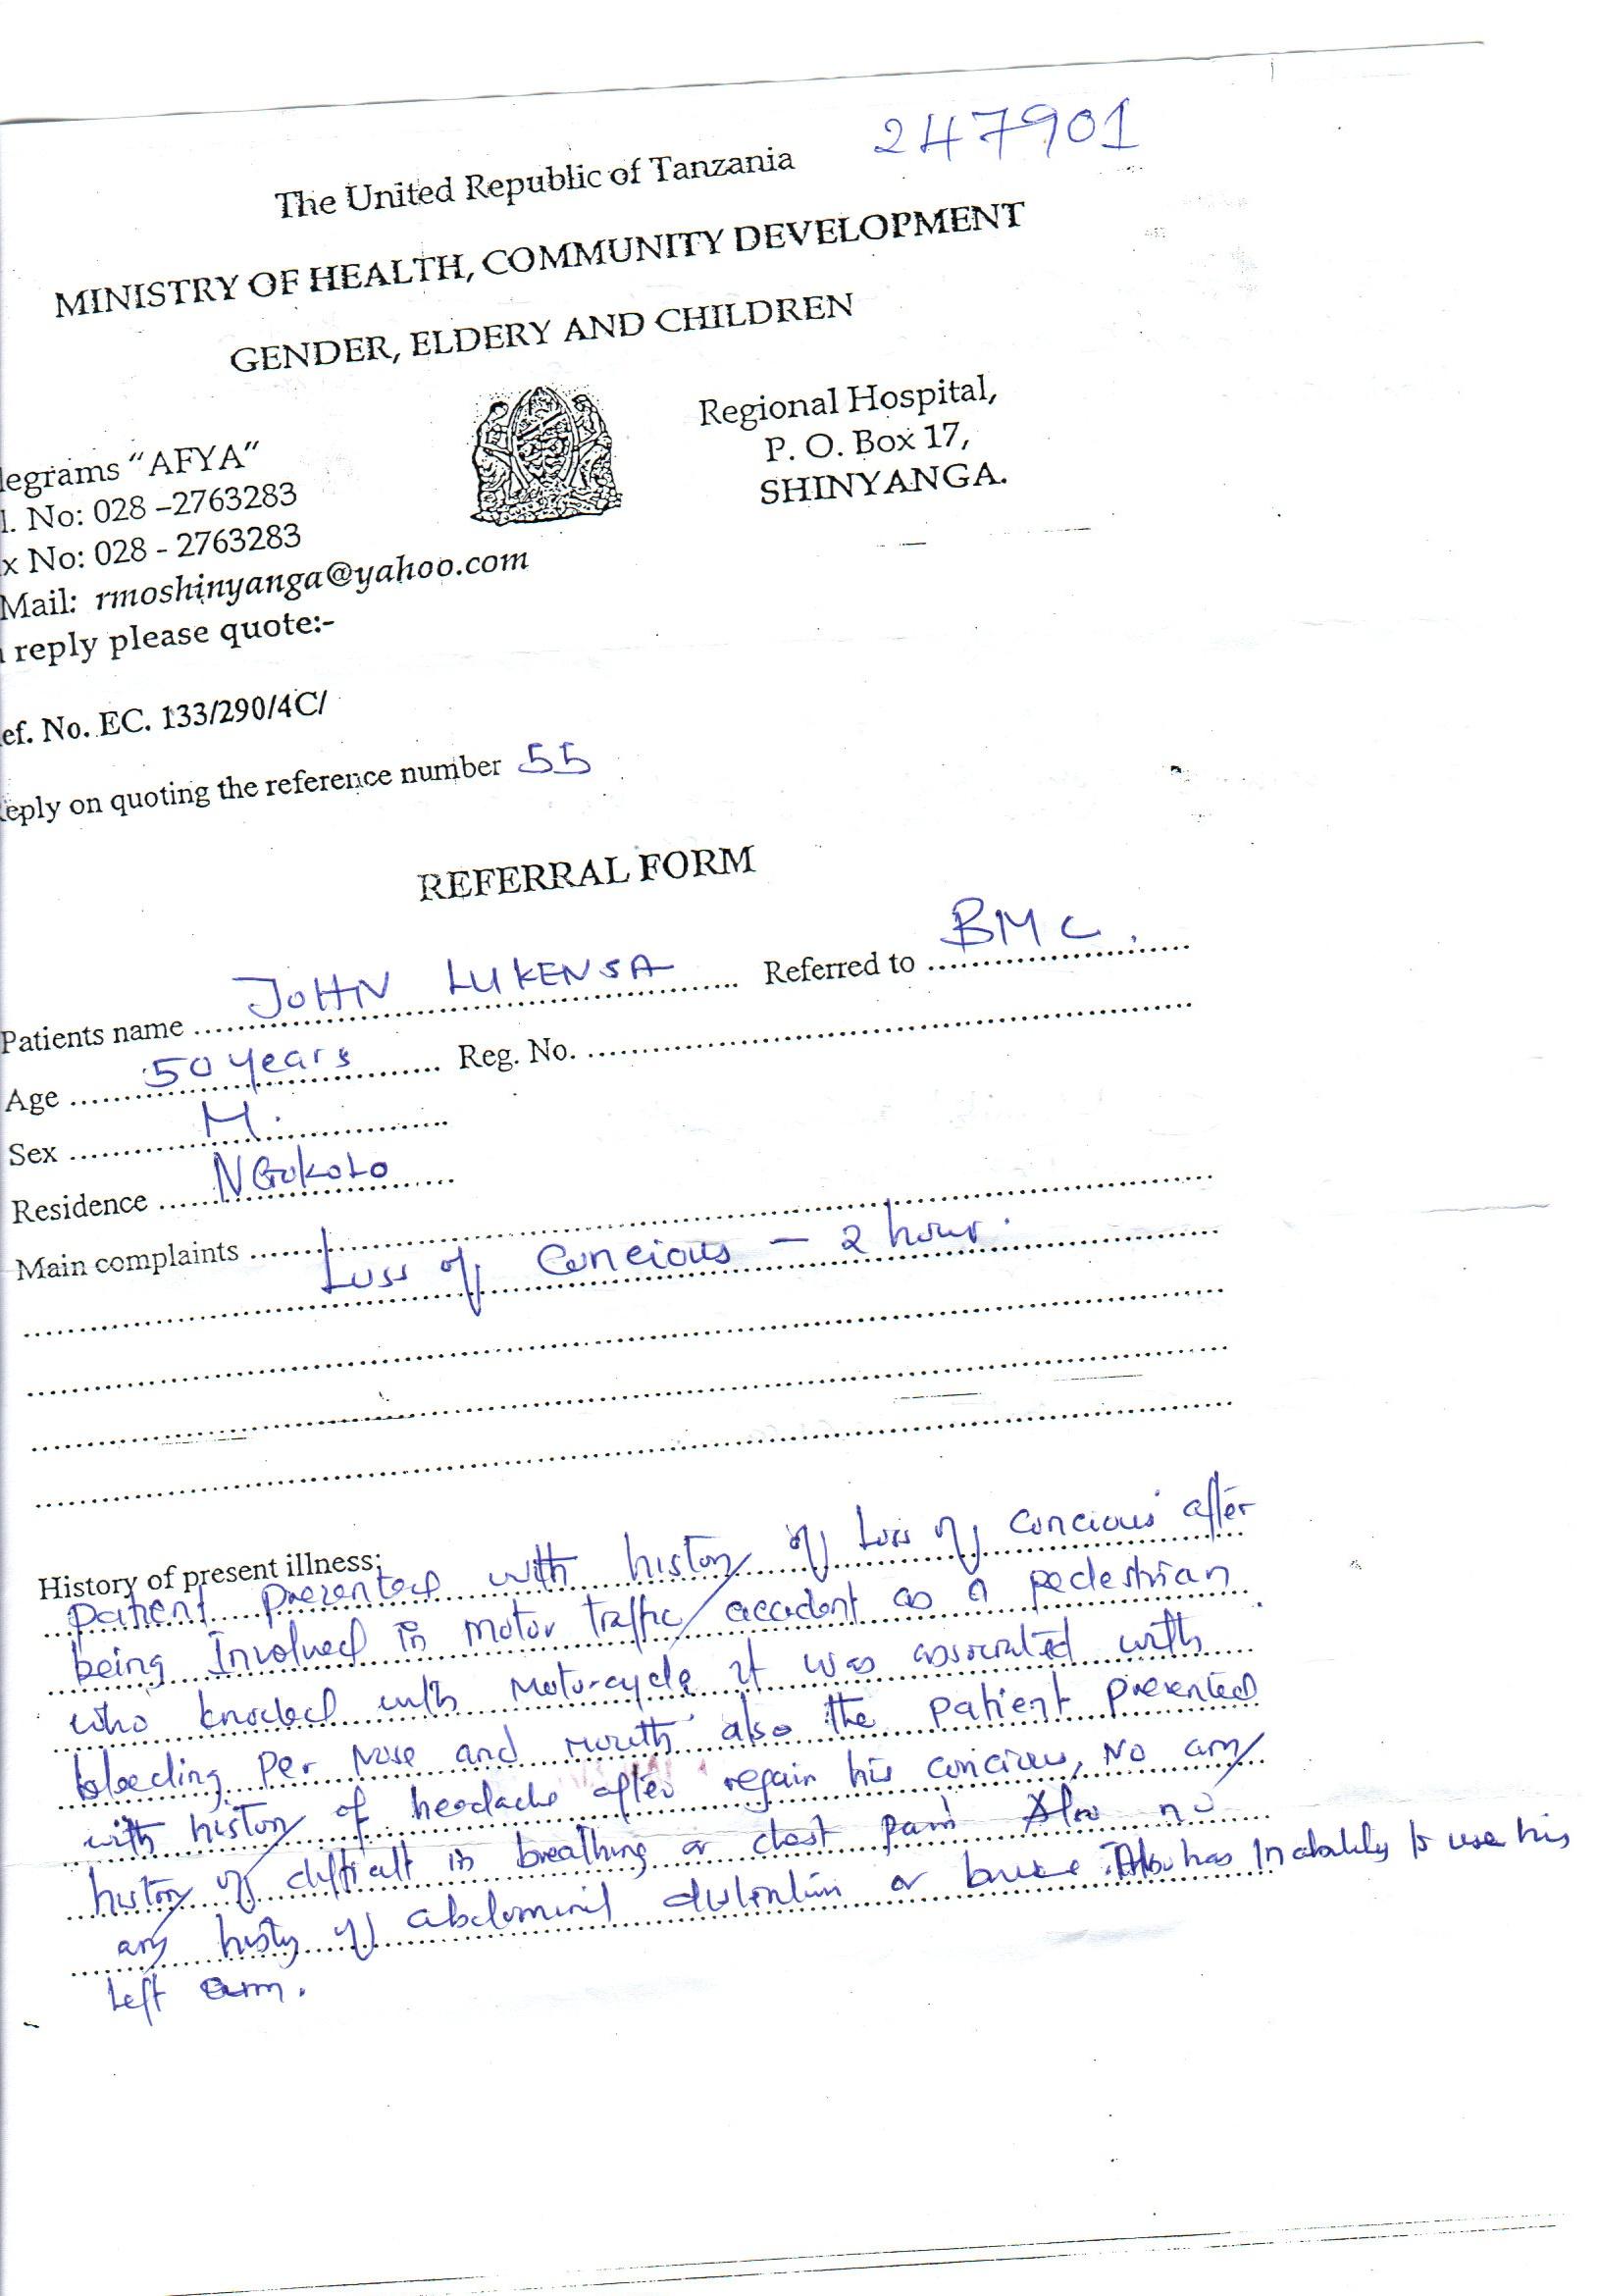 247901
The United Republic of Tanzania
MINISTRY OF HEALTH, COMMUNITY DEVELOPMENT
GENDER, ELDERY AND CHILDREN
legrams "AFYA"
l. No: 028 –2763283
x No: 028 - 2763283
Mail: rmoshinyanga@yahoo.com
reply please quote:-
Regional Hospital,
P. O. Box 17,
SHINYANGA.
ef. No. EC. 133/290/4C/
eply on quoting the reference number 55
REFERRAL FORM
Patients name JOHN LUKENSA Referred to BMC.
Age 50 years Reg. No.
Sex M.
Residence NGOKOLO
Main complaints
Loss of Concious – 2 hour.
History of present illness:
patient presented with history of Loss of concious after
being Involved in motor traffic accident as a pedestrian
who knocked with Motorcycle it was associated with
bleeding per Nose and mouth also the patient presented
with history of headache after regain his concious, No any
history of difficult in breathing or chest pain Also no
any histy of abdominal distention or bruise. Also has Inability to use his
Left arm.